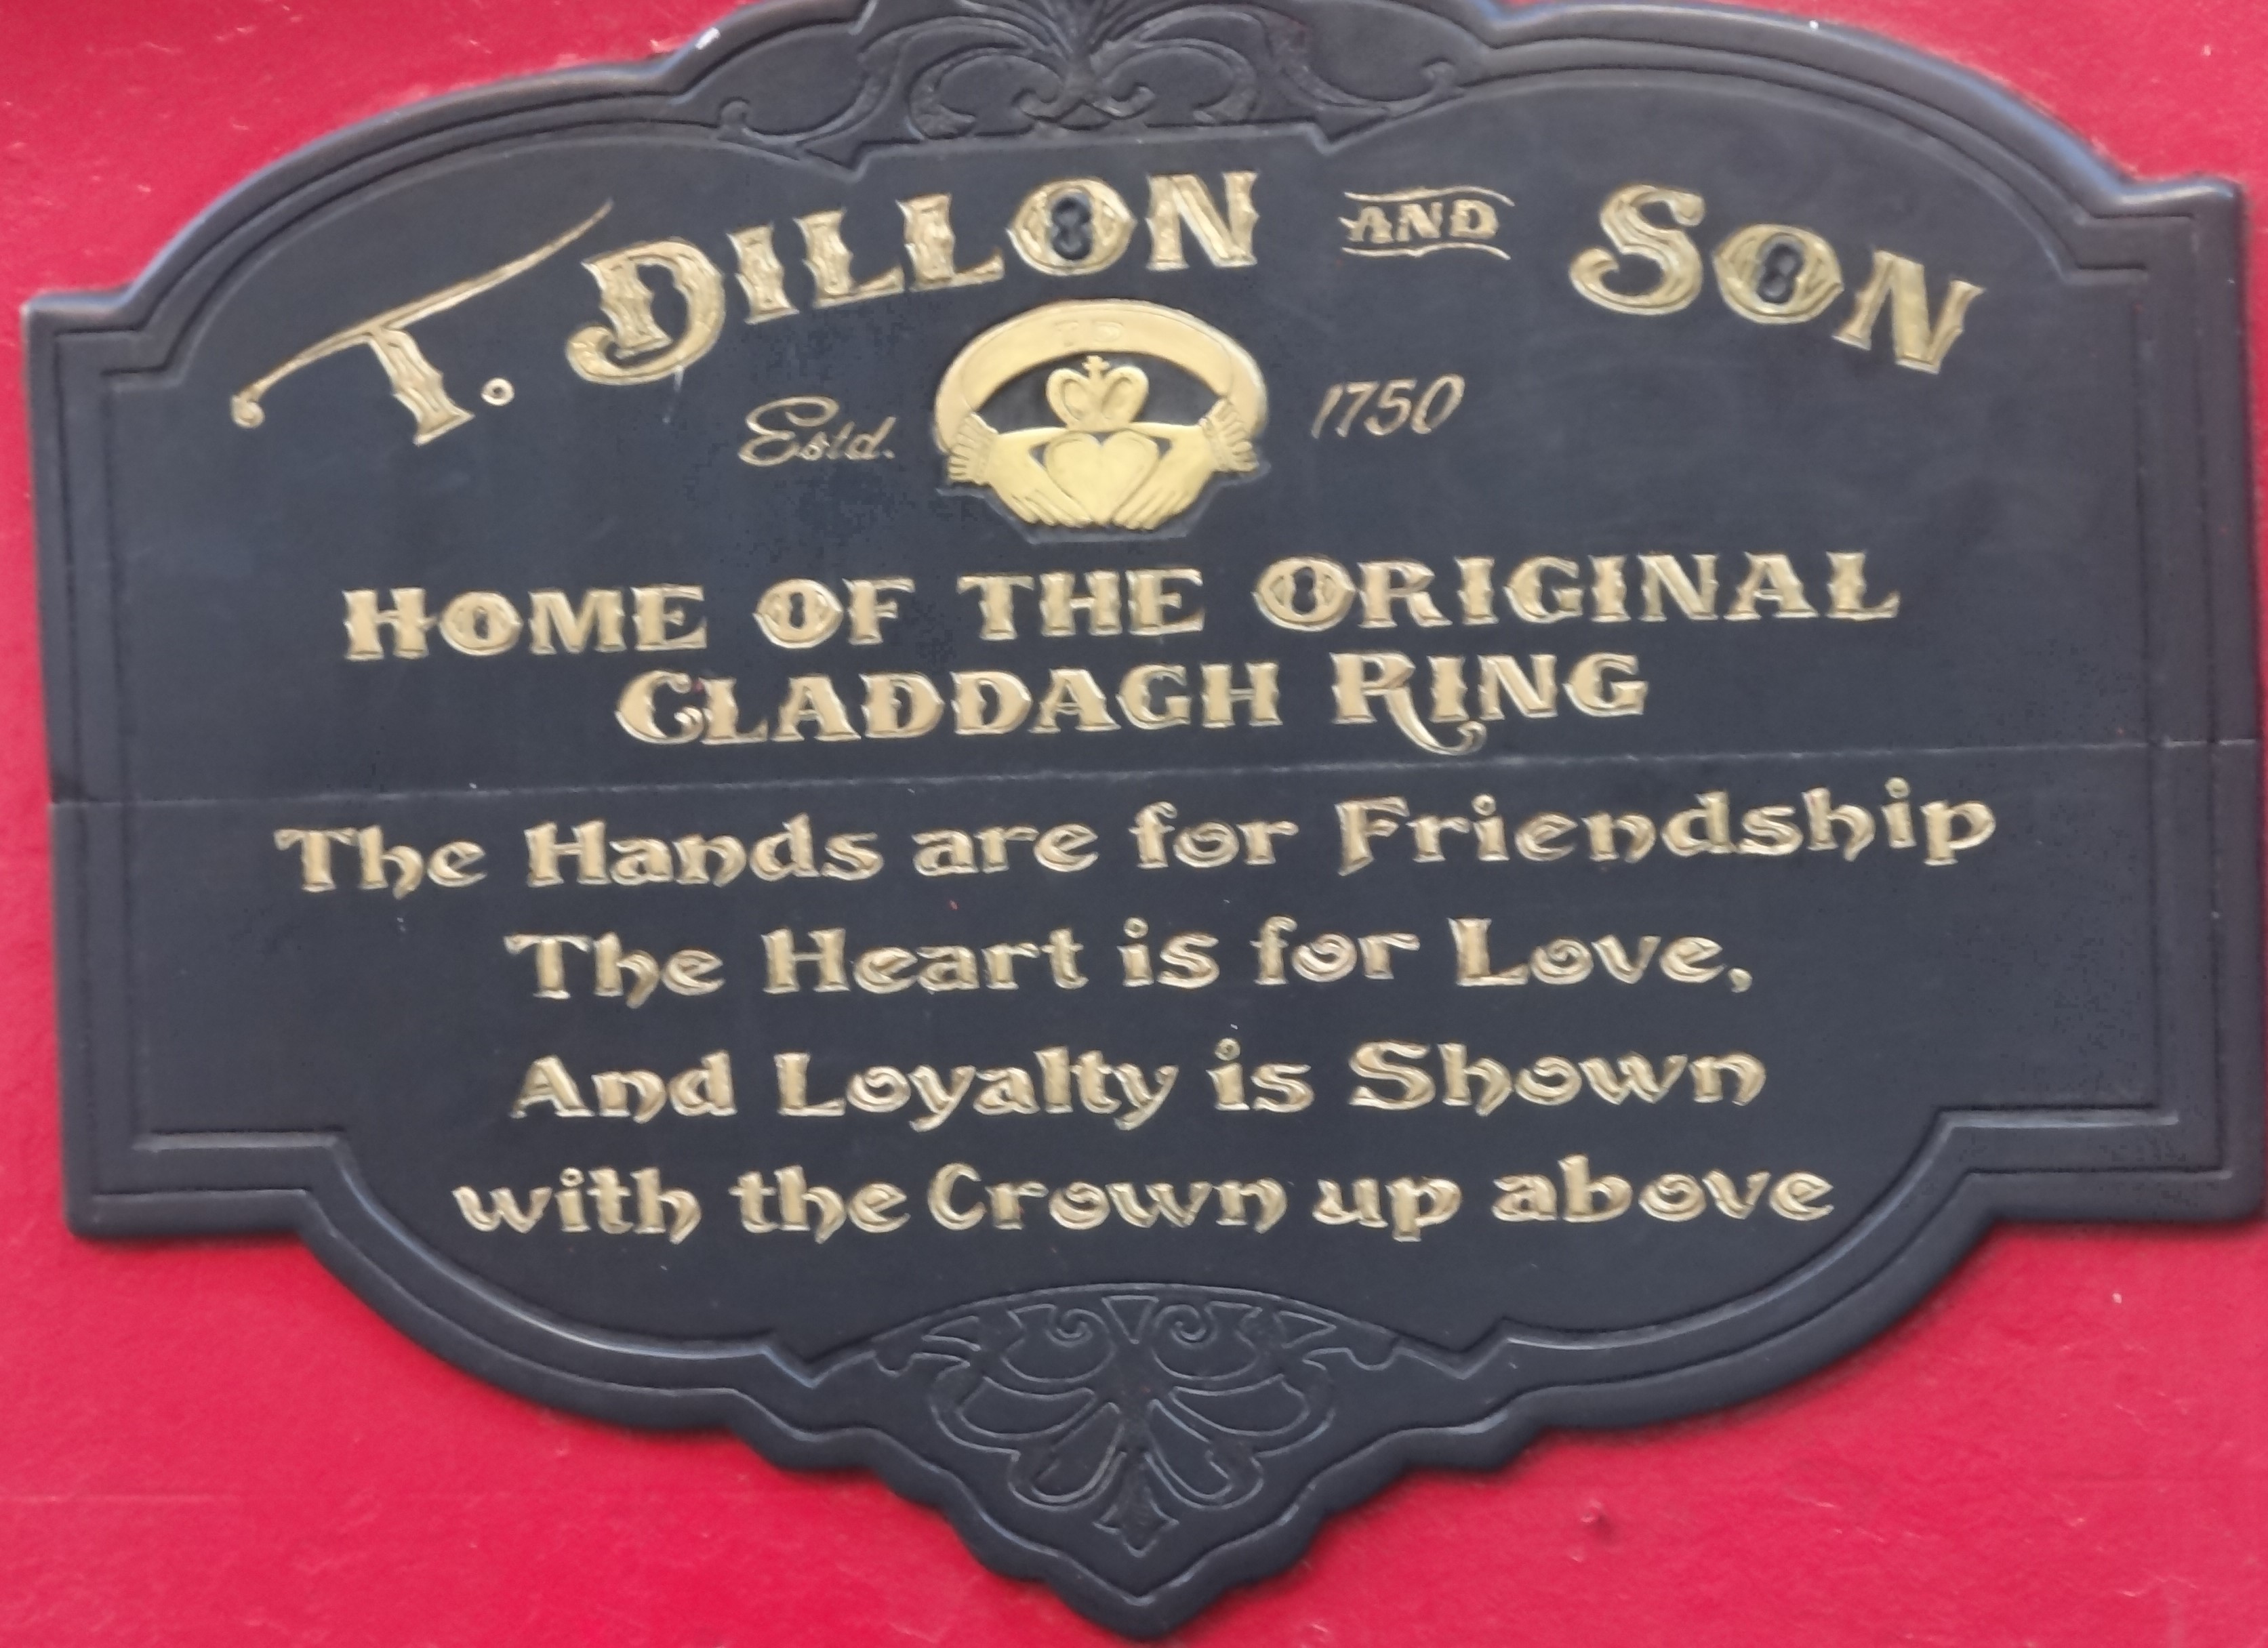 T. DILLON AND SON
Estd. 1750
HOME OF THE ORIGINAL
CLADDAGH RING
The Hands are for Friendship
The Heart is for Love,
And Loyalty is Shown
with the Crown up above